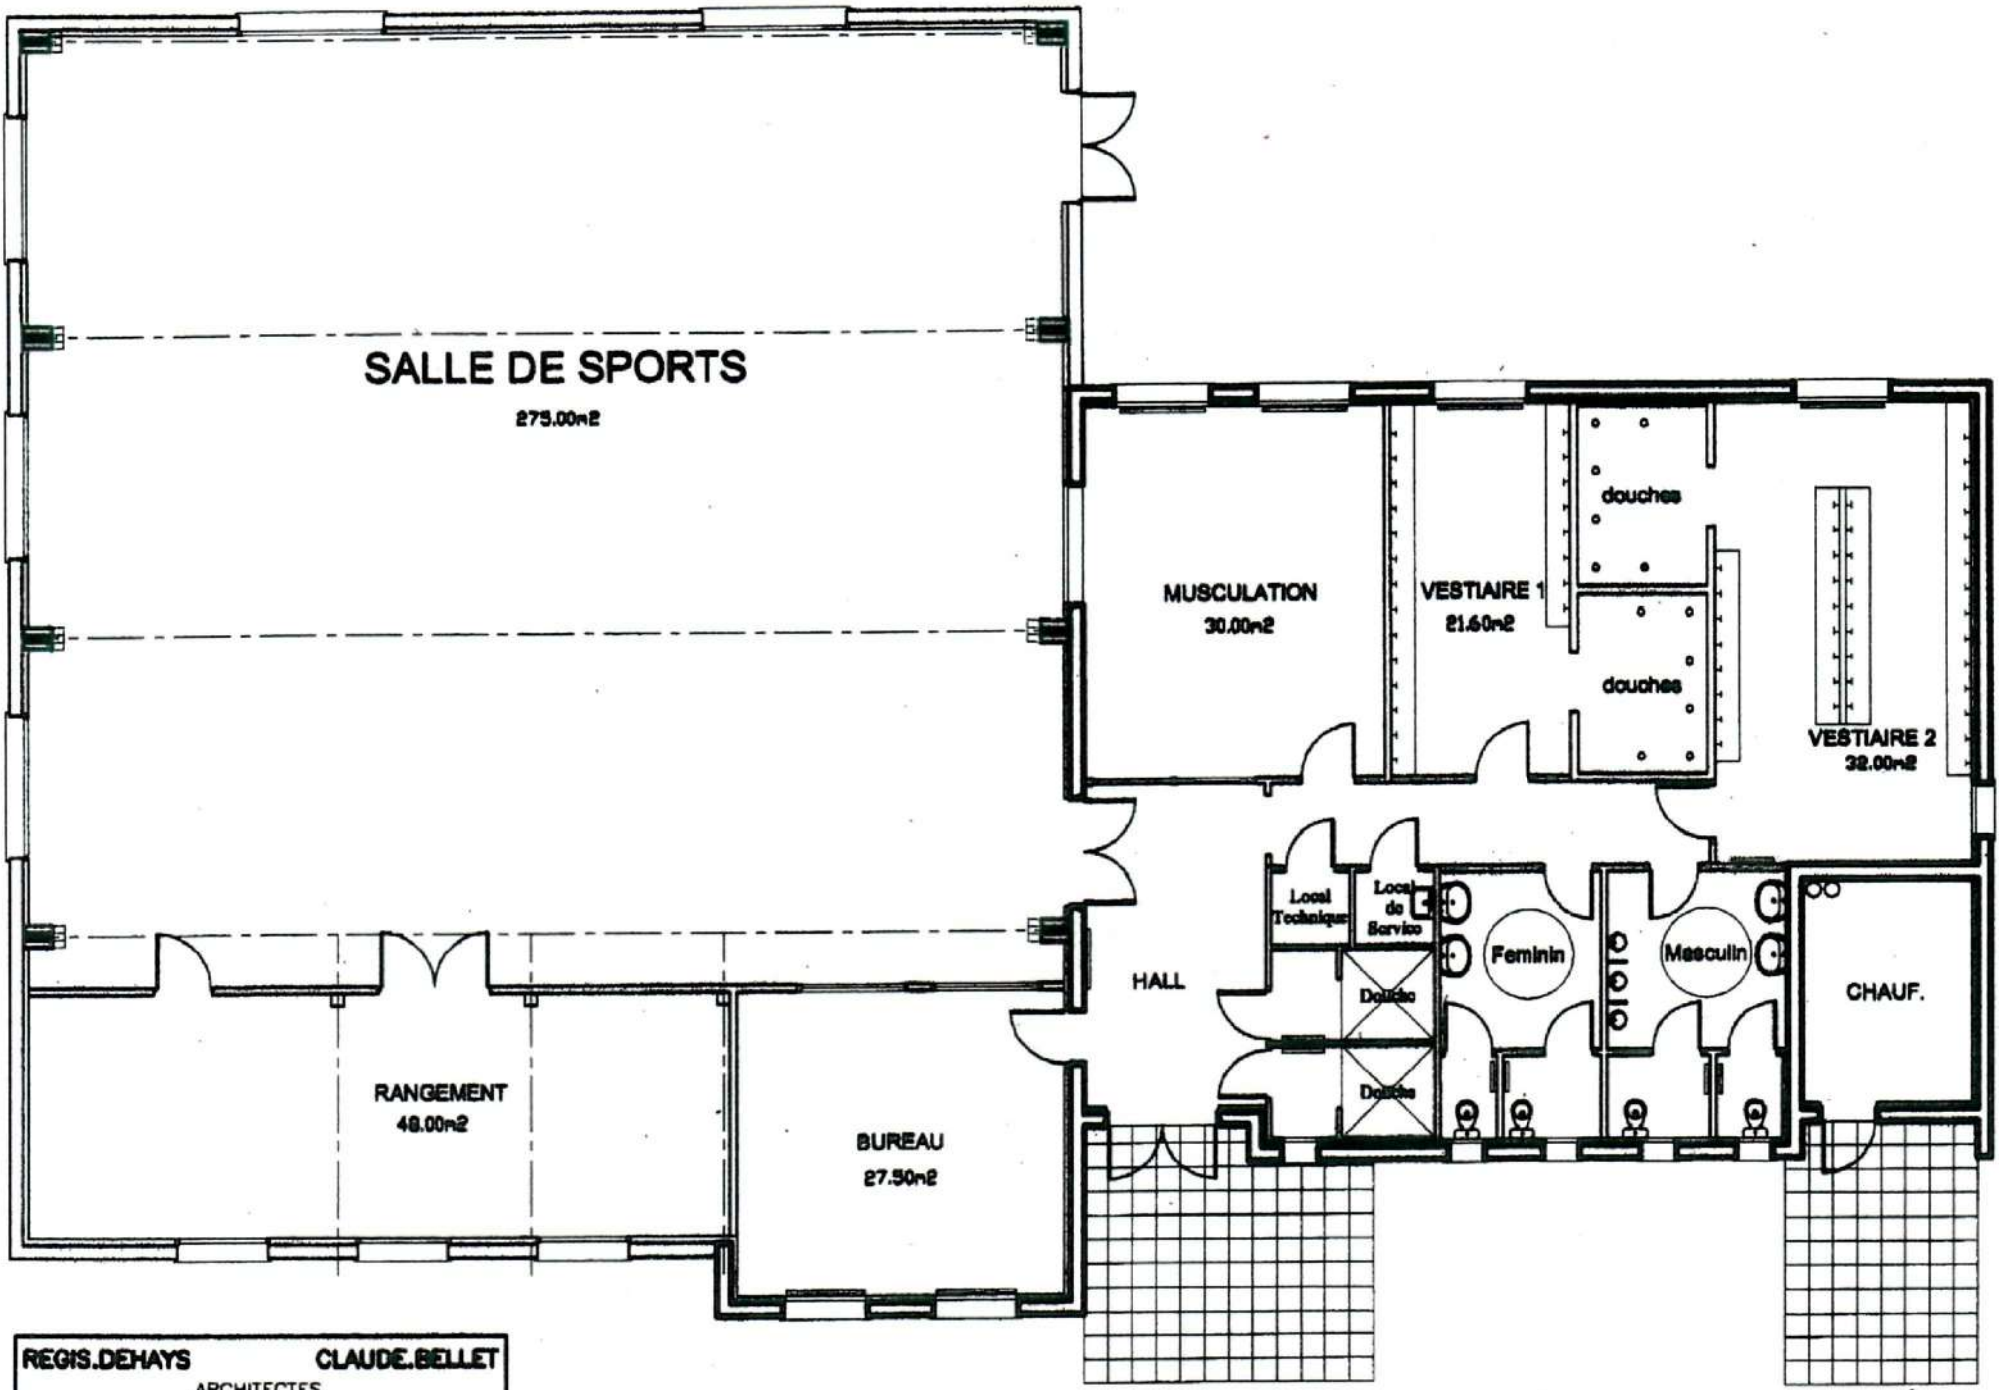 SALLE DE SPORTS
275.00m2
MUSCULATION
30.00m2
VESTIAIRE 1
21.60m2
douches
douches
VESTIAIRE 2
32.00m2
Local
Technique
Local
de
Service
Feminin
Masculin
HALL
Douche
Douche
CHAUF.
RANGEMENT
48.00m2
BUREAU
27.50m2
REGIS.DEHAYS CLAUDE.BELLET
ARCHITECTES